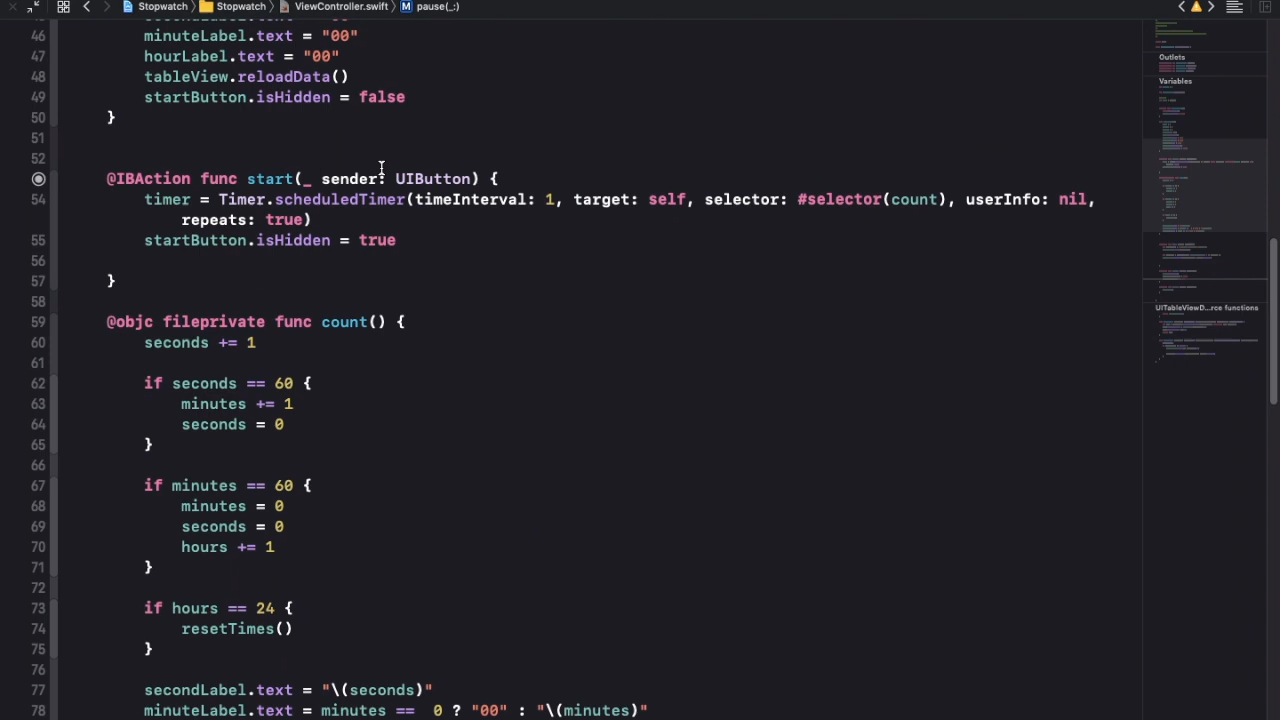 Stopwatch Stopwatch ViewController.swift M pause(_:)
46 minuteLabel.text = "00"
47 hourLabel.text = "00"
48 tableView.reloadData()
49 startButton.isHidden = false
50 }
51
52
@IBAction func start(_ sender: UIButton) {
54 timer = Timer.scheduledTimer(timeInterval: 1, target: self, selector: #selector(count), userInfo: nil,
repeats: true)
55 startButton.isHidden = true
56
57 }
58
59 @objc fileprivate func count() {
60 seconds += 1
61
62 if seconds == 60 {
63 minutes += 1
64 seconds = 0
65 }
66
67 if minutes == 60 {
68 minutes = 0
69 seconds = 0
70 hours += 1
71 }
72
73 if hours == 24 {
74 resetTimes()
75 }
76
77 secondLabel.text = "\(seconds)"
78 minuteLabel.text = minutes ==  0 ? "00" : "\(minutes)"
Outlets
Variables
UITableViewD...rce functions